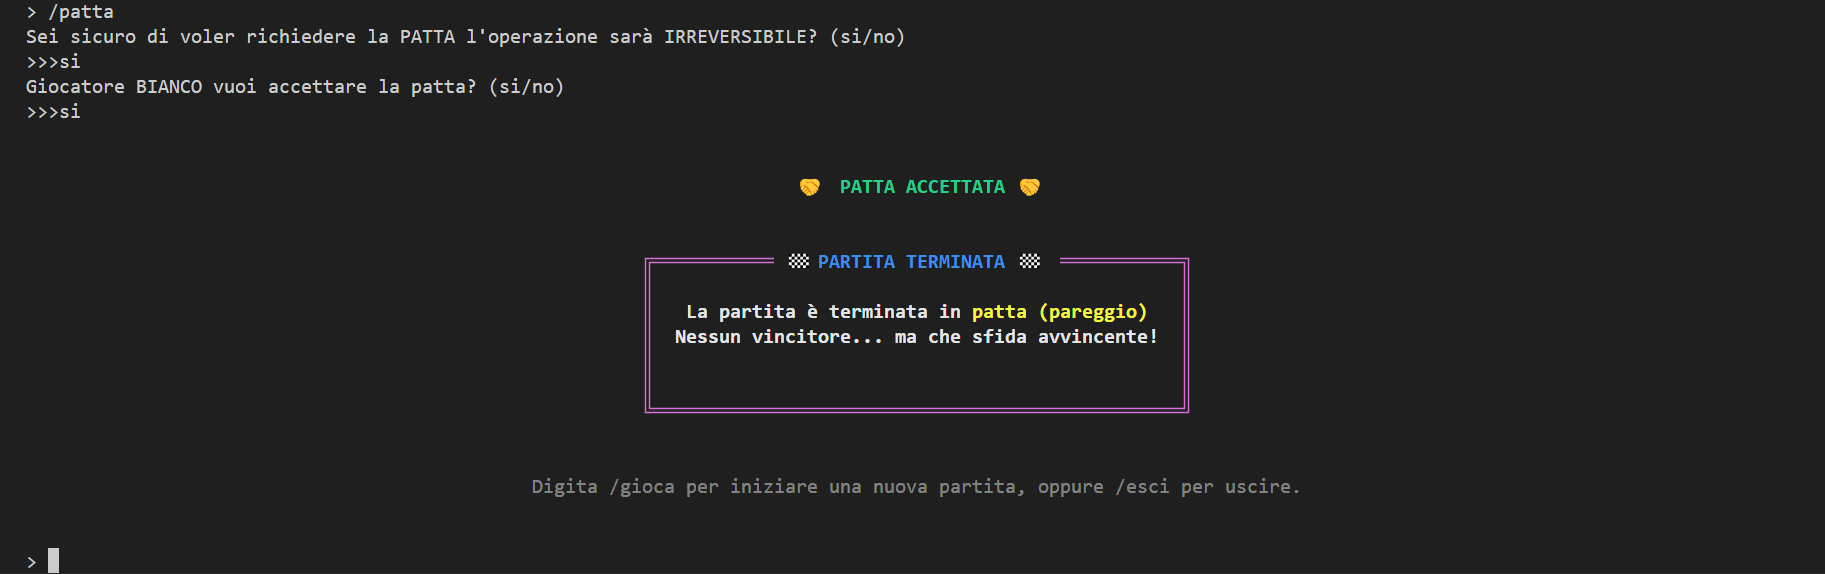 > /patta
Sei sicuro di voler richiedere la PATTA l'operazione sarà IRREVERSIBILE? (si/no)
>>>si
Giocatore BIANCO vuoi accettare la patta? (si/no)
>>>si
🤝 PATTA ACCETTATA 🤝
🏁 PARTITA TERMINATA 🏁
La partita è terminata in patta (pareggio)
Nessun vincitore... ma che sfida avvincente!
Digita /gioca per iniziare una nuova partita, oppure /esci per uscire.
>